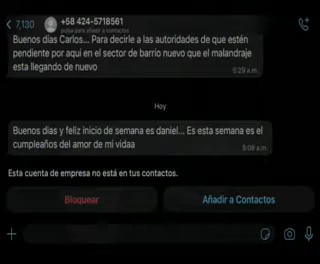 7,130
+58 424-5718561
pulsa para añadir a contactos
Buenos días Carlos... Para decirle a las autoridades de que estén
pendiente por aquí en el sector de barrio nuevo que el malandraje
esta llegando de nuevo
6:29 a.m.
Hoy
Buenos dias y feliz inicio de semana es daniel... Es esta semana es el
cumpleaños del amor de mi vidaa
5:08 a.m.
Esta cuenta de empresa no está en tus contactos.
Bloquear
Añadir a Contactos